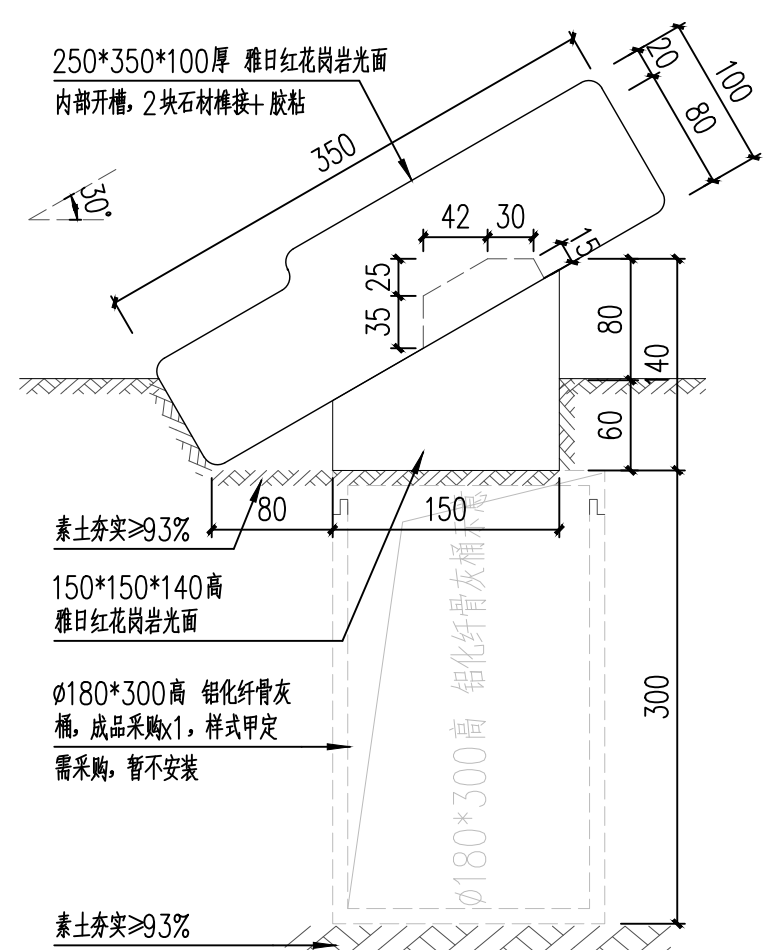 250*350*100厚 雅日红花岗岩光面
内部开槽，2块石材榫接+胶粘
350
20
100
80
30°
42
30
15
25
35
80
140
60
80
150
素土夯实≥93%
150*150*140高
雅日红花岗岩光面
ø180*300高 铝化纤骨灰
桶，成品采购x1，样式甲定
需采购，暂不安装
ø180*300高 铝化纤骨灰桶示意
300
素土夯实≥93%